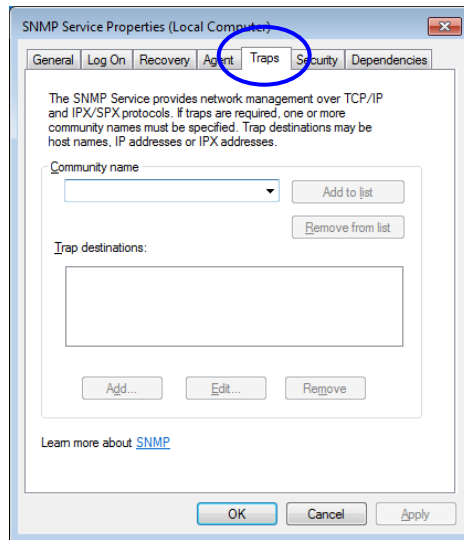 SNMP Service Properties (Local Computer)
General Log On Recovery Agent Traps Security Dependencies
The SNMP Service provides network management over TCP/IP
and IPX/SPX protocols. If traps are required, one or more
community names must be specified. Trap destinations may be
host names, IP addresses or IPX addresses.
Community name
Add to list
Remove from list
Trap destinations:
Add... Edit... Remove
Learn more about SNMP
OK Cancel Apply